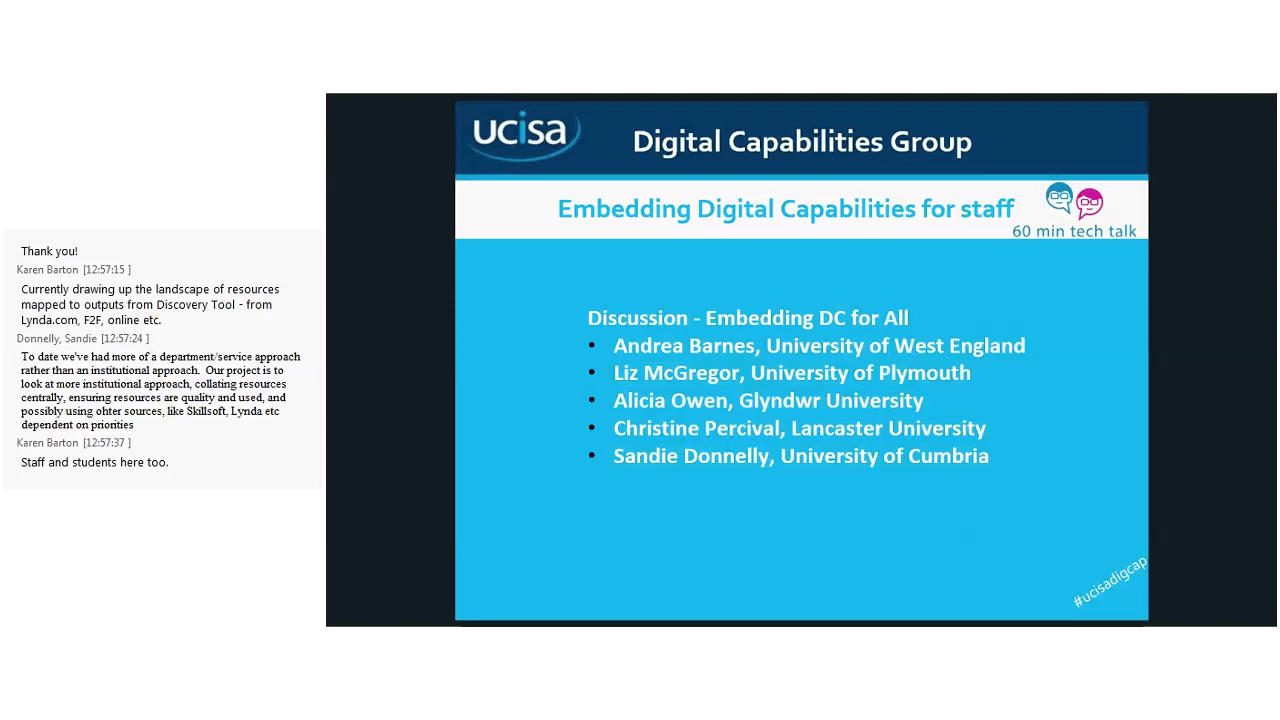 Thank you!
Karen Barton [12:57:15 ]
Currently drawing up the landscape of resources
mapped to outputs from Discovery Tool - from
Lynda.com, F2F, online etc.
Donnelly, Sandie [12:57:24 ]
To date we've had more of a department/service approach
rather than an institutional approach.  Our project is to
look at more institutional approach, collating resources
centrally, ensuring resources are quality and used, and
possibly using ohter sources, like Skillsoft, Lynda etc
dependent on priorities
Karen Barton [12:57:37 ]
Staff and students here too.
ucisa
Digital Capabilities Group
Embedding Digital Capabilities for staff
60 min tech talk
Discussion - Embedding DC for All
• Andrea Barnes, University of West England
• Liz McGregor, University of Plymouth
• Alicia Owen, Glyndwr University
• Christine Percival, Lancaster University
• Sandie Donnelly, University of Cumbria
#ucisadigcap